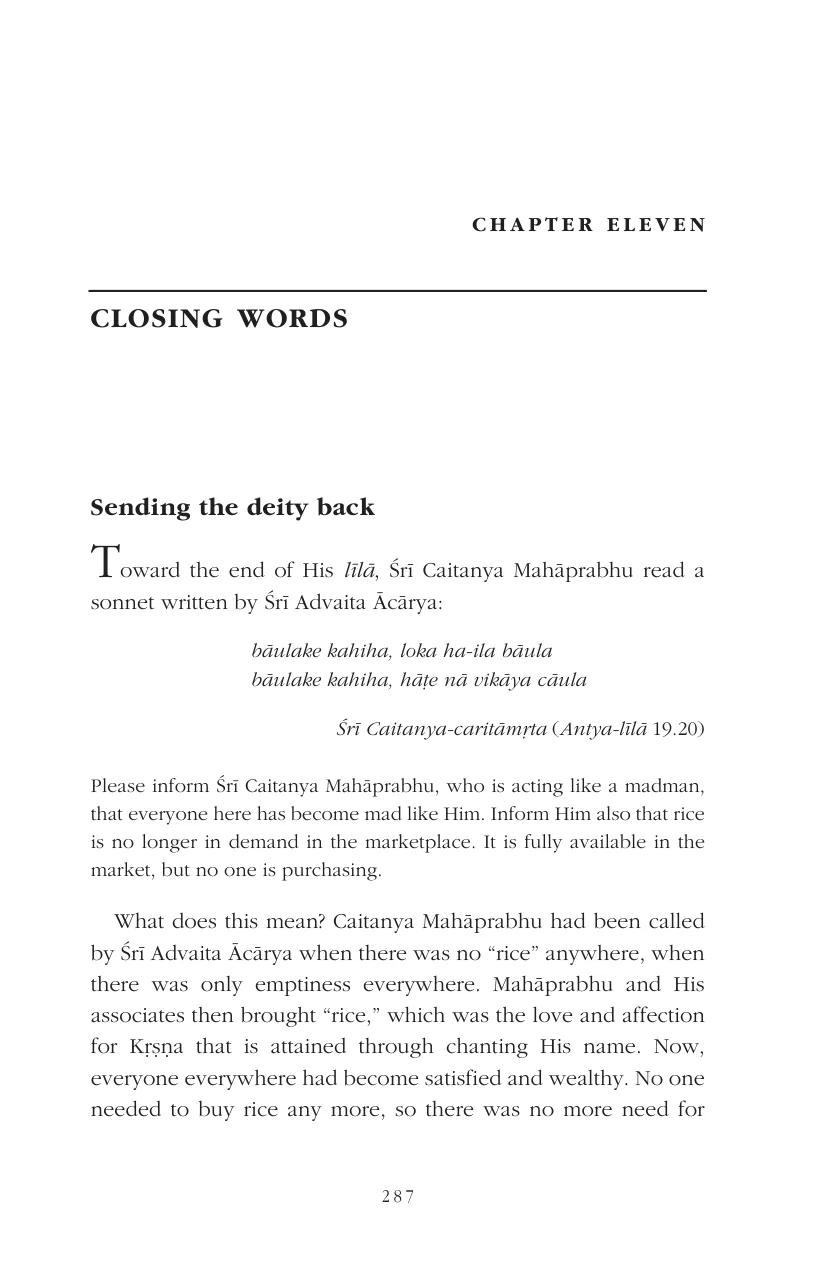 CHAPTER ELEVEN
CLOSING WORDS
Sending the deity back
Toward the end of His līlā, Śrī Caitanya Mahāprabhu read a
sonnet written by Śrī Advaita Ācārya:
bāulake kahiha, loka ha-ila bāula
bāulake kahiha, hāṭe nā vikāya cāula
Śrī Caitanya-caritāmṛta (Antya-līlā 19.20)
Please inform Śrī Caitanya Mahāprabhu, who is acting like a madman,
that everyone here has become mad like Him. Inform Him also that rice
is no longer in demand in the marketplace. It is fully available in the
market, but no one is purchasing.
What does this mean? Caitanya Mahāprabhu had been called
by Śrī Advaita Ācārya when there was no “rice” anywhere, when
there was only emptiness everywhere. Mahāprabhu and His
associates then brought “rice,” which was the love and affection
for Kṛṣṇa that is attained through chanting His name. Now,
everyone everywhere had become satisfied and wealthy. No one
needed to buy rice any more, so there was no more need for
287